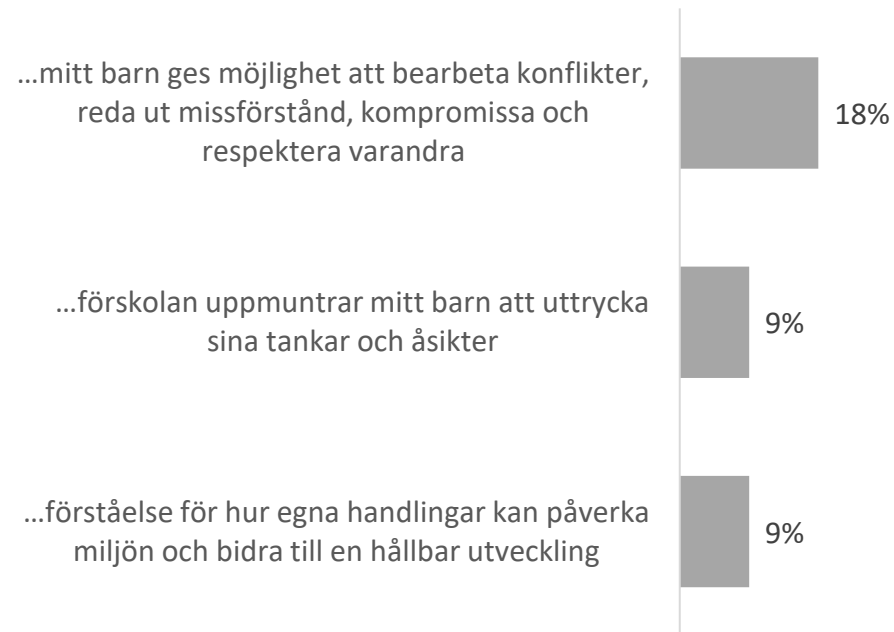 …mitt barn ges möjlighet att bearbeta konflikter,
reda ut missförstånd, kompromissa och
respektera varandra
18%
…förskolan uppmuntrar mitt barn att uttrycka
sina tankar och åsikter
9%
…förståelse för hur egna handlingar kan påverka
miljön och bidra till en hållbar utveckling
9%